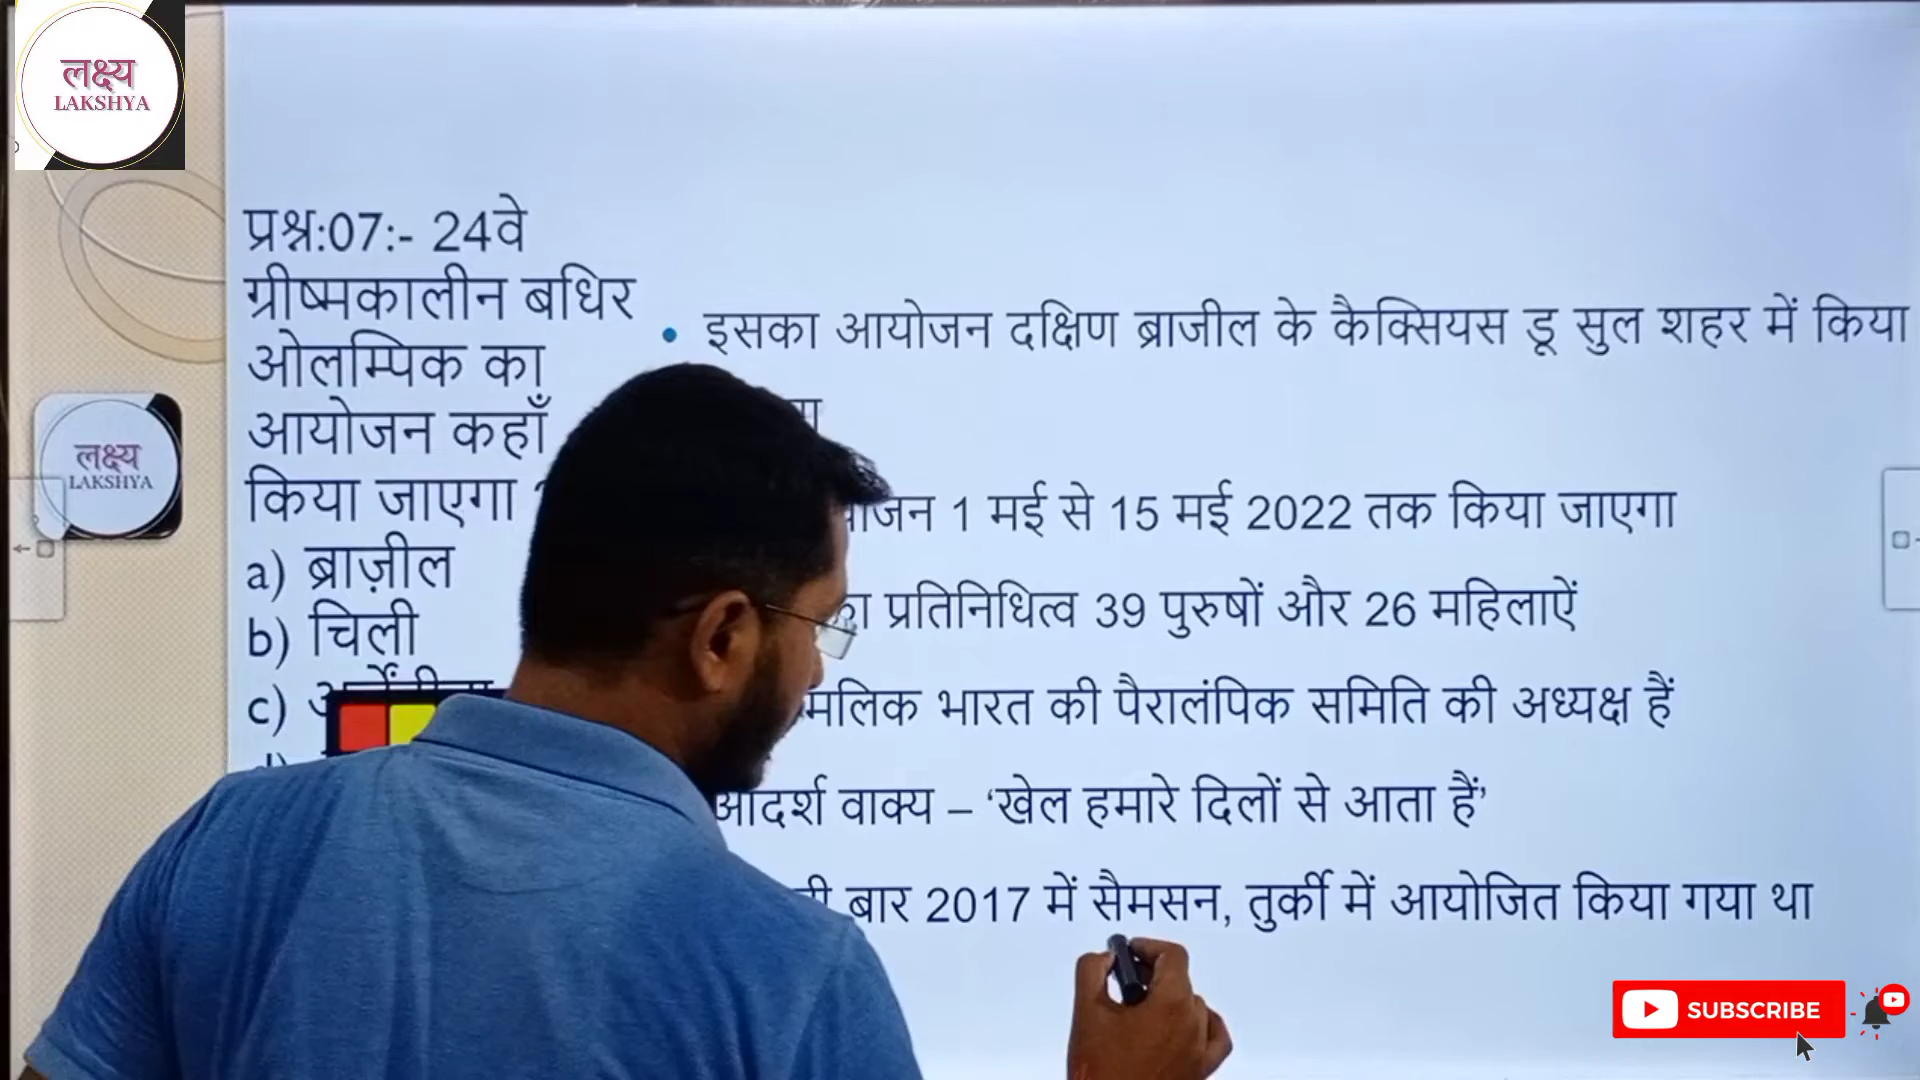 लक्ष्य
LAKSHYA
प्रश्न:07:- 24वे
ग्रीष्मकालीन बधिर
ओलम्पिक का
आयोजन कहाँ
किया जाएगा
a) ब्राज़ील
b) चिली
c)
लक्ष्य
LAKSHYA
• इसका आयोजन दक्षिण ब्राजील के कैक्सियस डू सुल शहर में किया
1 मई से 15 मई 2022 तक किया जाएगा
प्रतिनिधित्व 39 पुरुषों और 26 महिलाऐं
मलिक भारत की पैरालंपिक समिति की अध्यक्ष हैं
आदर्श वाक्य – ‘खेल हमारे दिलों से आता हैं’
बार 2017 में सैमसन, तुर्की में आयोजित किया गया था
SUBSCRIBE